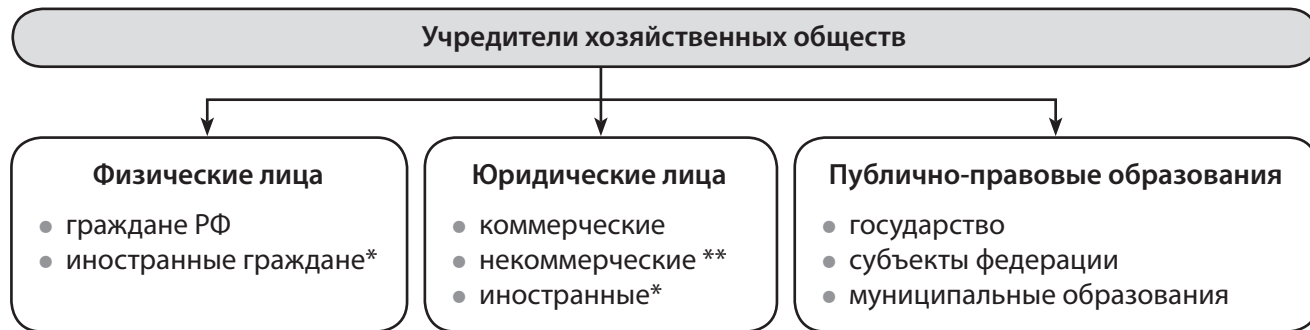 Учредители хозяйственных обществ
Физические лица
• граждане РФ
• иностранные граждане*
Юридические лица
• коммерческие
• некоммерческие **
• иностранные*
Публично-правовые образования
• государство
• субъекты федерации
• муниципальные образования